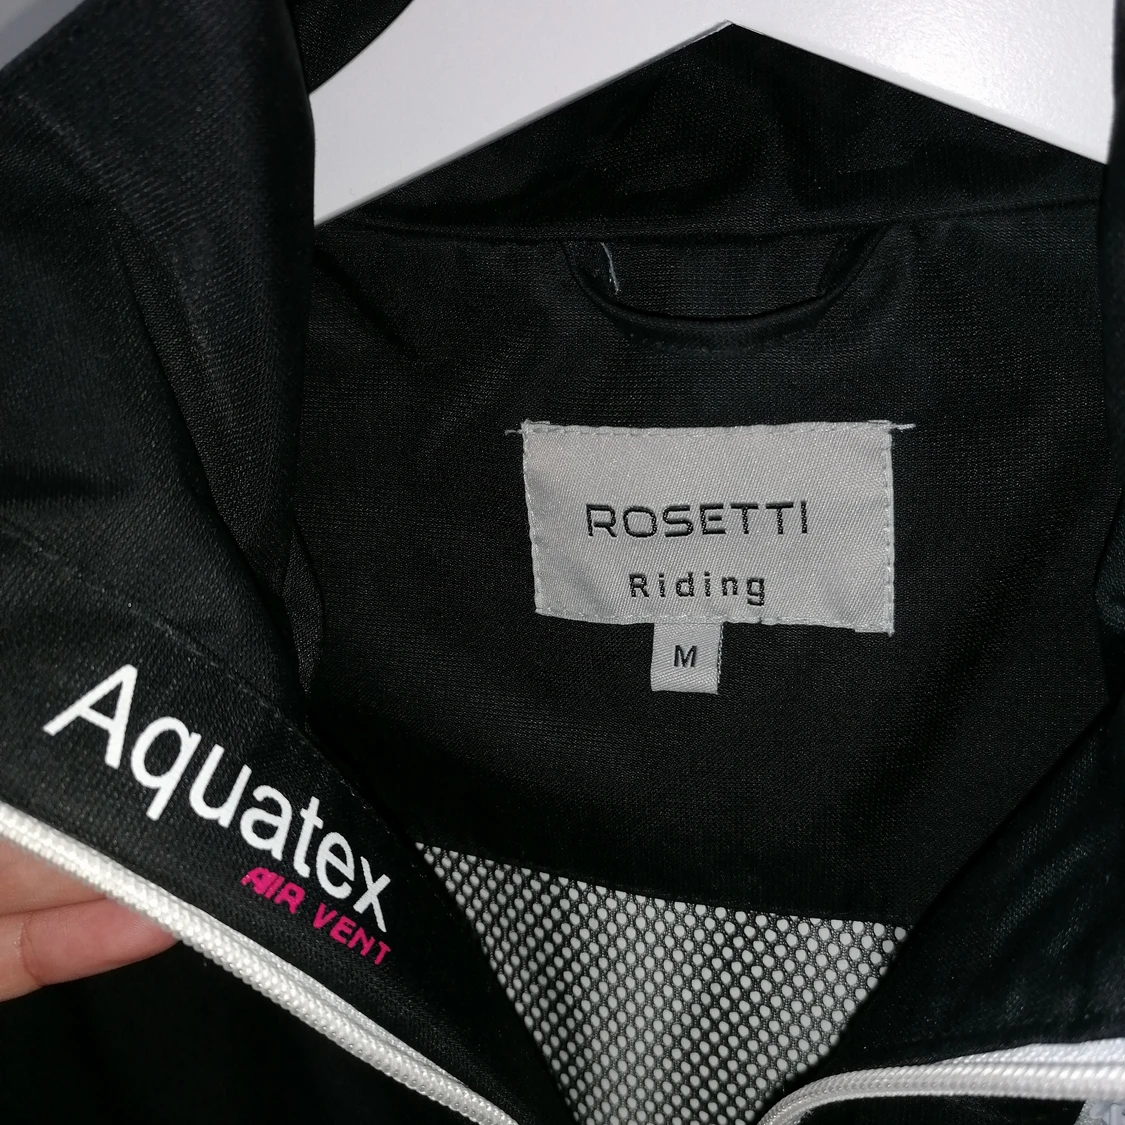 ROSETTI
Riding
M
Aquatex
AIR VENT